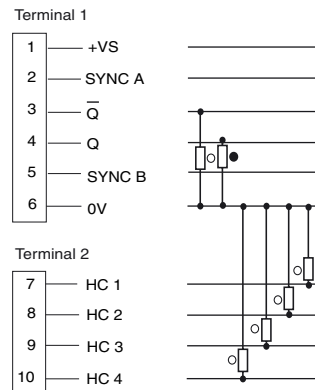 Terminal 1
1 +VS
2 SYNC A
3 Q̅
4 Q
5 SYNC B
6 0V
Terminal 2
7 HC 1
8 HC 2
9 HC 3
10 HC 4